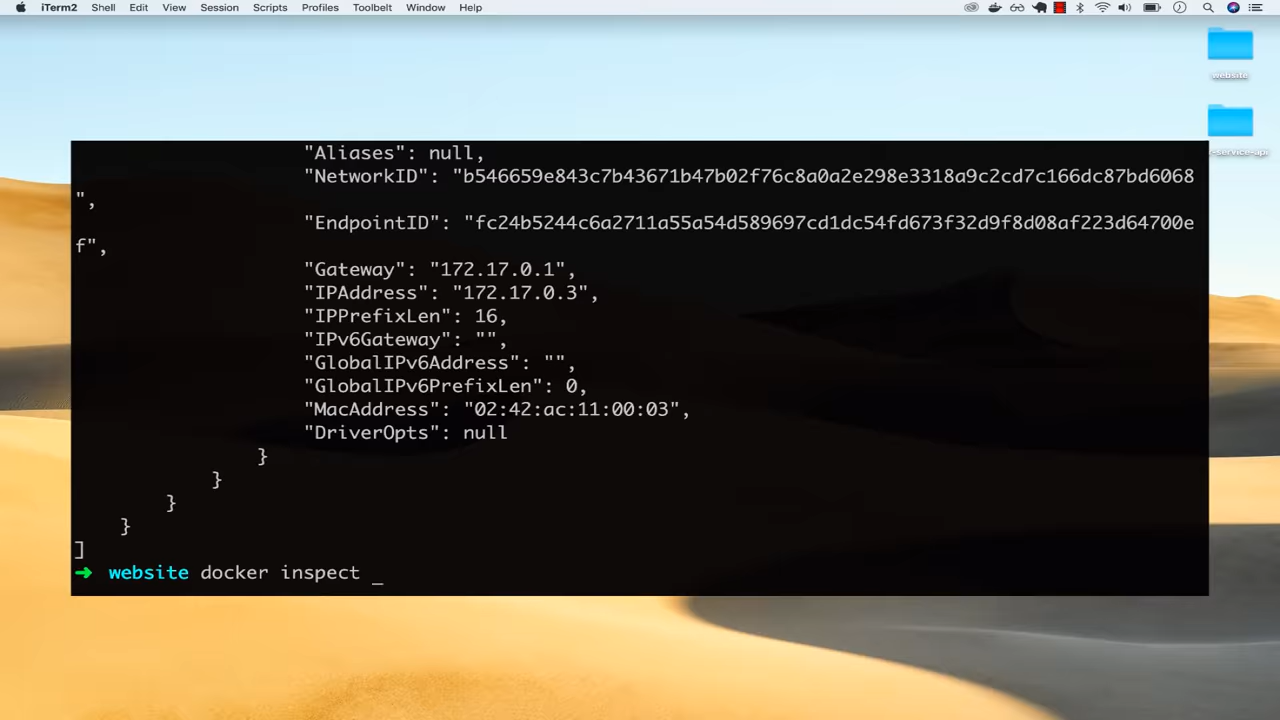 iTerm2 Shell Edit View Session Scripts Profiles Toolbelt Window Help
website
-service-api
"Aliases": null,
"NetworkID": "b546659e843c7b43671b47b02f76c8a0a2e298e3318a9c2cd7c166dc87bd6068
",
"EndpointID": "fc24b5244c6a2711a55a54d589697cd1dc54fd673f32d9f8d08af223d64700e
f",
"Gateway": "172.17.0.1",
"IPAddress": "172.17.0.3",
"IPPrefixLen": 16,
"IPv6Gateway": "",
"GlobalIPv6Address": "",
"GlobalIPv6PrefixLen": 0,
"MacAddress": "02:42:ac:11:00:03",
"DriverOpts": null
}
}
}
}
]
➜ website docker inspect _